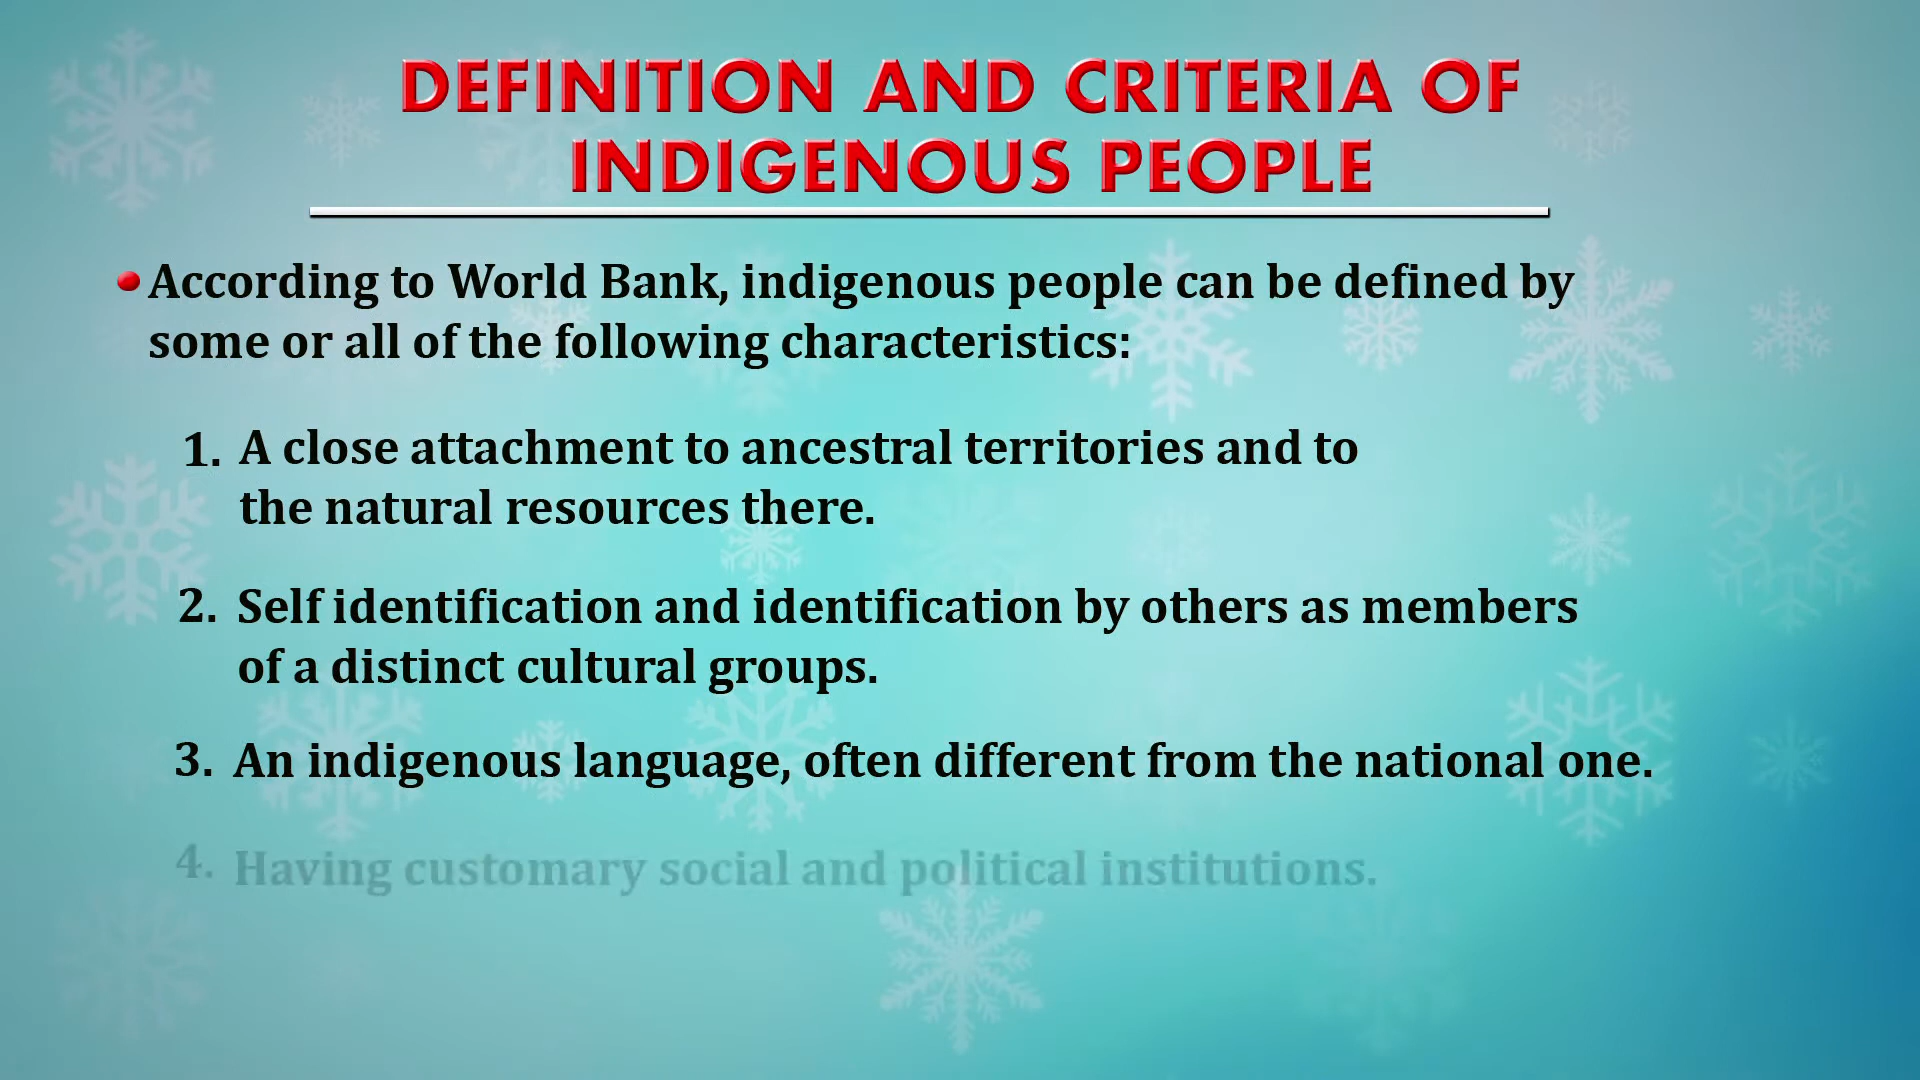 DEFINITION AND CRITERIA OF
INDIGENOUS PEOPLE
According to World Bank, indigenous people can be defined by
some or all of the following characteristics:
1. A close attachment to ancestral territories and to
the natural resources there.
2. Self identification and identification by others as members
of a distinct cultural groups.
3. An indigenous language, often different from the national one.
4. Having customary social and political institutions.